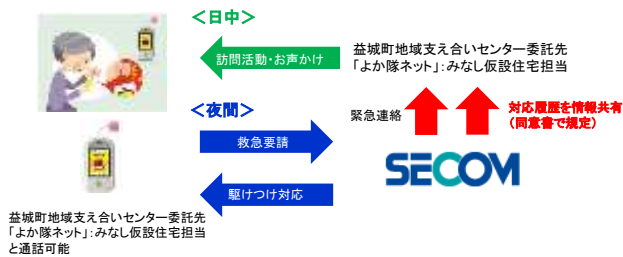 ＜日中＞
訪問活動・お声かけ
益城町地域支え合いセンター委託先
「よか隊ネット」：みなし仮設住宅担当
＜夜間＞
緊急連絡
対応履歴を情報共有
（同意書で規定）
救急要請
SECOM
駆けつけ対応
益城町地域支え合いセンター委託先
「よか隊ネット」：みなし仮設住宅担当
と通話可能